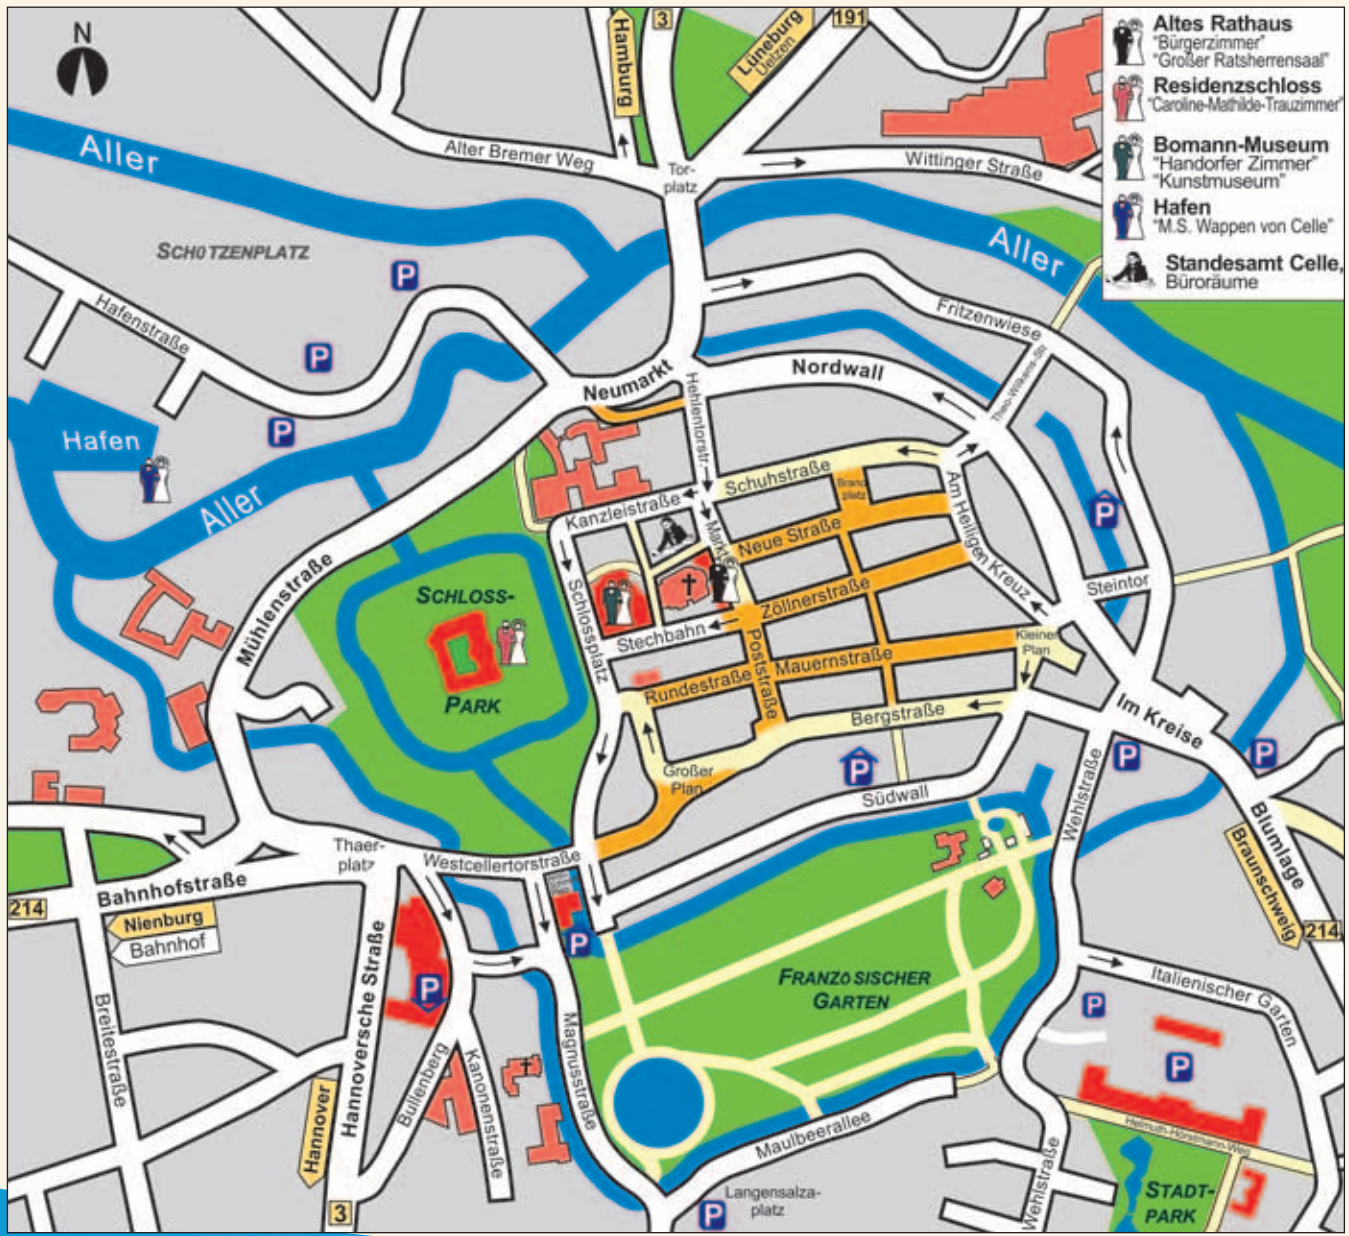 N
Hamburg
3
Lüneburg
Uelzen
191
Altes Rathaus
"Bürgerzimmer"
"Großer Ratsherrensaal"
Residenzschloss
"Caroline-Mathilde-Trauzimmer"
Bomann-Museum
"Handorfer Zimmer"
"Kunstmuseum"
Hafen
"M.S. Wappen von Celle"
Standesamt Celle,
Büroräume
Aller
Alter Bremer Weg
Tor-
platz
Wittinger Straße
SCHÜTZENPLATZ
P
Aller
Hafenstraße
P
Fritzenwiese
Neumarkt
Nordwall
Theo-Wilkens-Str
Hehlentorstr.
P
Hafen
Aller
Schuhstraße
Brand
platz
Am Heiligen Kreuz
Kanzleistraße
Markt
Neue Straße
P
Mühlenstraße
SCHLOSS-
PARK
Schlossplatz
Zöllnerstraße
Steintor
Stechbahn
Poststraße
Mauernstraße
Kleiner
Plan
Rundestraße
Bergstraße
Im Kreise
Großer
Plan
P
Südwall
P
P
Wehlstraße
Blumlage
Thaer-
platz
Westcellertorstraße
Bahnhofstraße
214
Nienburg
Bahnhof
Braunschweig
214
P
P
Hannoversche Straße
FRANZÖSISCHER
GARTEN
Italienischer Garten
P
P
Breitestraße
Magnusstraße
Bullenberg
Kanonenstraße
Hannover
Maulbeerallee
Helmuth-Hörstmann-Weg
Wehlstraße
STADT-
PARK
3
P
Langensalza-
platz